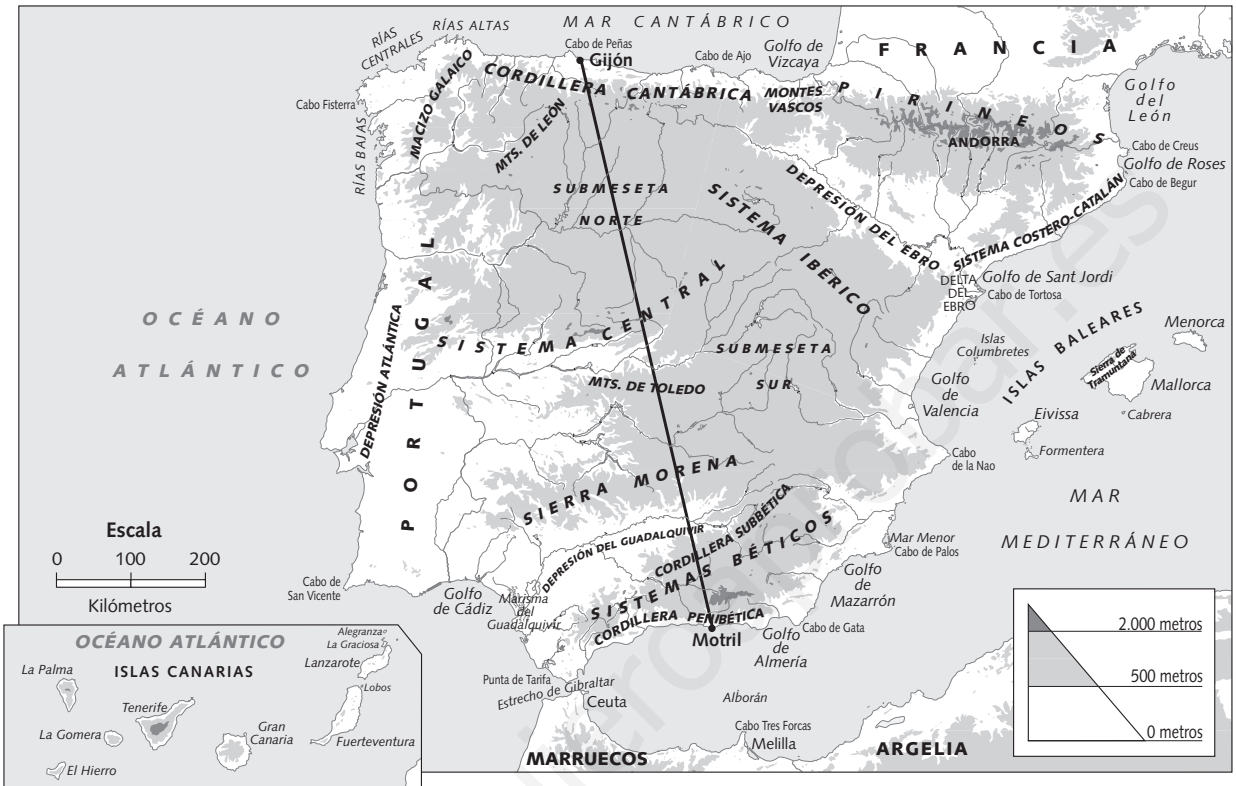 RÍAS ALTAS
MAR CANTÁBRICO
RÍAS
CENTRALES
Cabo de Peñas
Gijón
Cabo de Ajo
Golfo de
Vizcaya
FRANCIA
Golfo
del
León
Cabo Fisterra
MACIZO GALAICO
CORDILLERA CANTÁBRICA
MONTES
VASCOS
PIRINEOS
ANDORRA
Cabo de Creus
Golfo de Roses
Cabo de Begur
RÍAS BAJAS
MTS. DE LEÓN
SUBMESETA
NORTE
SISTEMA IBÉRICO
DEPRESIÓN DEL EBRO
SISTEMA COSTERO-CATALÁN
DELTA
DEL
EBRO
Golfo de Sant Jordi
Cabo de Tortosa
OCÉANO
ATLÁNTICO
DEPRESIÓN ATLÁNTICA
PORTUGAL
SISTEMA CENTRAL
SUBMESETA
SUR
MTS. DE TOLEDO
Islas
Columbretes
ISLAS BALEARES
Menorca
Sierra de
Tramuntana
Mallorca
Cabrera
Golfo
de
Valencia
Eivissa
Formentera
Cabo
de la Nao
SIERRA MORENA
MAR
MEDITERRÁNEO
DEPRESIÓN DEL GUADALQUIVIR
CORDILLERA SUBBÉTICA
SISTEMAS BÉTICOS
CORDILLERA PENIBÉTICA
Mar Menor
Cabo de Palos
Golfo
de
Mazarrón
Escala
0 100 200
Kilómetros
Cabo de
San Vicente
Golfo
de Cádiz
Marisma
del
Guadalquivir
Motril
Golfo
de
Almería
Cabo de Gata
Punta de Tarifa
Estrecho de Gibraltar
Ceuta
Alborán
Cabo Tres Forcas
Melilla
MARRUECOS
ARGELIA
2.000 metros
500 metros
0 metros
OCÉANO ATLÁNTICO
ISLAS CANARIAS
Alegranza
La Graciosa
Lanzarote
Lobos
La Palma
Tenerife
La Gomera
Gran
Canaria
Fuerteventura
El Hierro